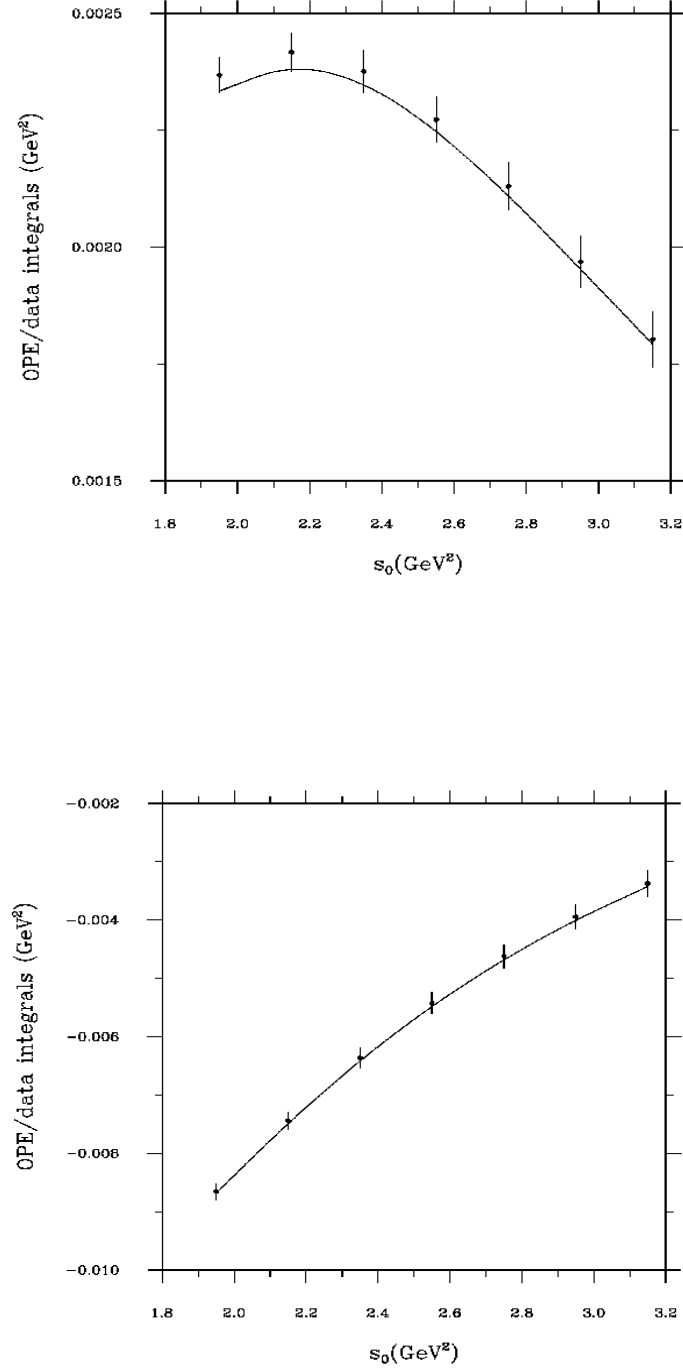 0.0025
0.0020
0.0015
OPE/data integrals (GeV²)
1.8 2.0 2.2 2.4 2.6 2.8 3.0 3.2
s₀(GeV²)
−0.002
−0.004
−0.006
−0.008
−0.010
OPE/data integrals (GeV²)
1.8 2.0 2.2 2.4 2.6 2.8 3.0 3.2
s₀(GeV²)